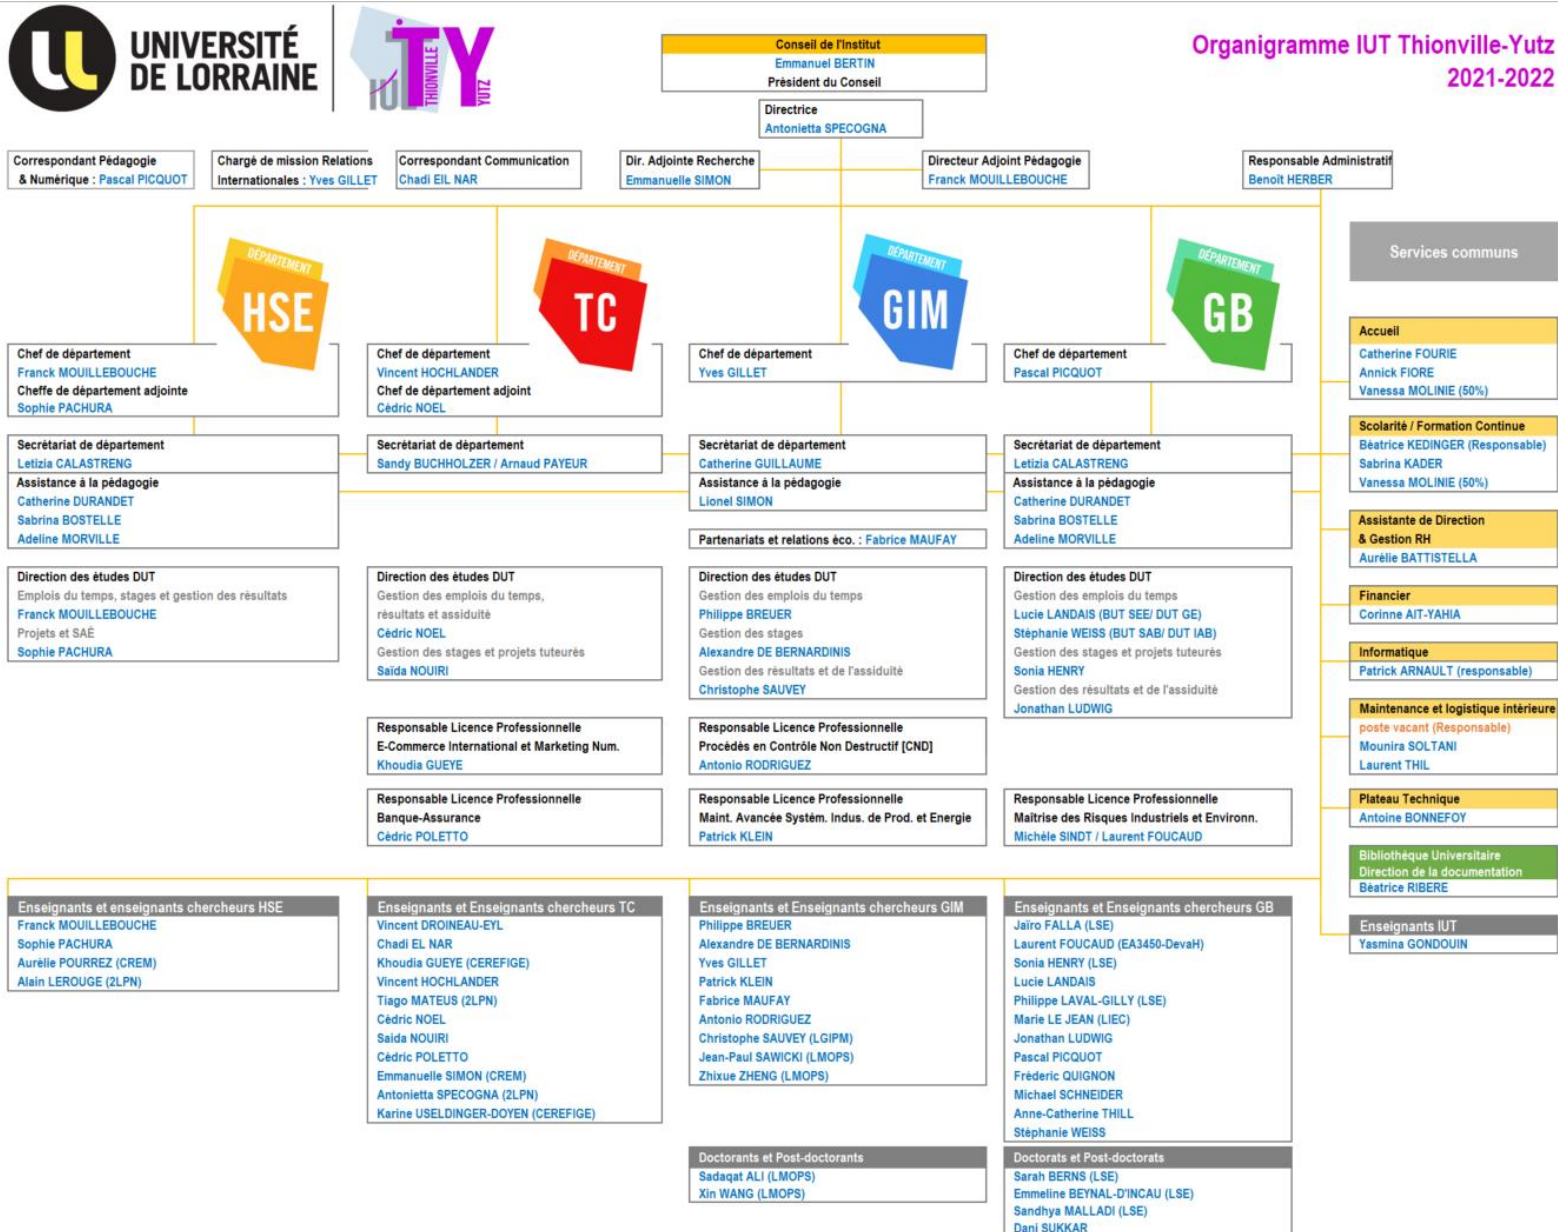 UNIVERSITÉ
DE LORRAINE
IUT THIONVILLE YUTZ
TY
Conseil de l'Institut
Emmanuel BERTIN
Président du Conseil
Organigramme IUT Thionville-Yutz
2021-2022
Directrice
Antonietta SPECOGNA
Correspondant Pédagogie
& Numérique : Pascal PICQUOT
Chargé de mission Relations
Internationales : Yves GILLET
Correspondant Communication
Chadi EIL NAR
Dir. Adjointe Recherche
Emmanuelle SIMON
Directeur Adjoint Pédagogie
Franck MOUILLEBOUCHE
Responsable Administratif
Benoît HERBER
DÉPARTEMENT
HSE
DÉPARTEMENT
TC
DÉPARTEMENT
GIM
DÉPARTEMENT
GB
Chef de département
Franck MOUILLEBOUCHE
Cheffe de département adjointe
Sophie PACHURA
Chef de département
Vincent HOCHLANDER
Chef de département adjoint
Cédric NOEL
Chef de département
Yves GILLET
Chef de département
Pascal PICQUOT
Secrétariat de département
Letizia CALASTRENG
Assistance à la pédagogie
Catherine DURANDET
Sabrina BOSTELLE
Adeline MORVILLE
Secrétariat de département
Sandy BUCHHOLZER / Arnaud PAYEUR
Secrétariat de département
Catherine GUILLAUME
Assistance à la pédagogie
Lionel SIMON
Partenariats et relations éco. : Fabrice MAUFAY
Secrétariat de département
Letizia CALASTRENG
Assistance à la pédagogie
Catherine DURANDET
Sabrina BOSTELLE
Adeline MORVILLE
Direction des études DUT
Emplois du temps, stages et gestion des résultats
Franck MOUILLEBOUCHE
Projets et SAÉ
Sophie PACHURA
Direction des études DUT
Gestion des emplois du temps,
résultats et assiduité
Cédric NOEL
Gestion des stages et projets tuteurés
Saïda NOUIRI
Direction des études DUT
Gestion des emplois du temps
Philippe BREUER
Gestion des stages
Alexandre DE BERNARDINIS
Gestion des résultats et de l'assiduité
Christophe SAUVEY
Direction des études DUT
Gestion des emplois du temps
Lucie LANDAIS (BUT SEE/ DUT GE)
Stéphanie WEISS (BUT SAB/ DUT IAB)
Gestion des stages et projets tuteurés
Sonia HENRY
Gestion des résultats et de l'assiduité
Jonathan LUDWIG
Responsable Licence Professionnelle
E-Commerce International et Marketing Num.
Khoudia GUEYE
Responsable Licence Professionnelle
Procédés en Contrôle Non Destructif [CND]
Antonio RODRIGUEZ
Responsable Licence Professionnelle
Banque-Assurance
Cédric POLETTO
Responsable Licence Professionnelle
Maint. Avancée Systém. Indus. de Prod. et Energie
Patrick KLEIN
Responsable Licence Professionnelle
Maîtrise des Risques Industriels et Environn.
Michèle SINDT / Laurent FOUCAUD
Services communs
Accueil
Catherine FOURIE
Annick FIORE
Vanessa MOLINIE (50%)
Scolarité / Formation Continue
Béatrice KEDINGER (Responsable)
Sabrina KADER
Vanessa MOLINIE (50%)
Assistante de Direction
& Gestion RH
Aurélie BATTISTELLA
Financier
Corinne AIT-YAHIA
Informatique
Patrick ARNAULT (responsable)
Maintenance et logistique intérieure
poste vacant (Responsable)
Mounira SOLTANI
Laurent THIL
Plateau Technique
Antoine BONNEFOY
Bibliothèque Universitaire
Direction de la documentation
Béatrice RIBERE
Enseignants IUT
Yasmina GONDOUIN
Enseignants et enseignants chercheurs HSE
Franck MOUILLEBOUCHE
Sophie PACHURA
Aurélie POURREZ (CREM)
Alain LEROUGE (2LPN)
Enseignants et Enseignants chercheurs TC
Vincent DROINEAU-EYL
Chadi EL NAR
Khoudia GUEYE (CEREFIGE)
Vincent HOCHLANDER
Tiago MATEUS (2LPN)
Cédric NOEL
Saida NOUIRI
Cédric POLETTO
Emmanuelle SIMON (CREM)
Antonietta SPECOGNA (2LPN)
Karine USELDINGER-DOYEN (CEREFIGE)
Enseignants et Enseignants chercheurs GIM
Philippe BREUER
Alexandre DE BERNARDINIS
Yves GILLET
Patrick KLEIN
Fabrice MAUFAY
Antonio RODRIGUEZ
Christophe SAUVEY (LGIPM)
Jean-Paul SAWICKI (LMOPS)
Zhixue ZHENG (LMOPS)
Enseignants et Enseignants chercheurs GB
Jaïro FALLA (LSE)
Laurent FOUCAUD (EA3450-DevaH)
Sonia HENRY (LSE)
Lucie LANDAIS
Philippe LAVAL-GILLY (LSE)
Marie LE JEAN (LIEC)
Jonathan LUDWIG
Pascal PICQUOT
Fréderic QUIGNON
Michael SCHNEIDER
Anne-Catherine THILL
Stéphanie WEISS
Doctorants et Post-doctorants
Sadaqat ALI (LMOPS)
Xin WANG (LMOPS)
Doctorats et Post-doctorats
Sarah BERNS (LSE)
Emmeline BEYNAL-D'INCAU (LSE)
Sandhya MALLADI (LSE)
Dani SUKKAR